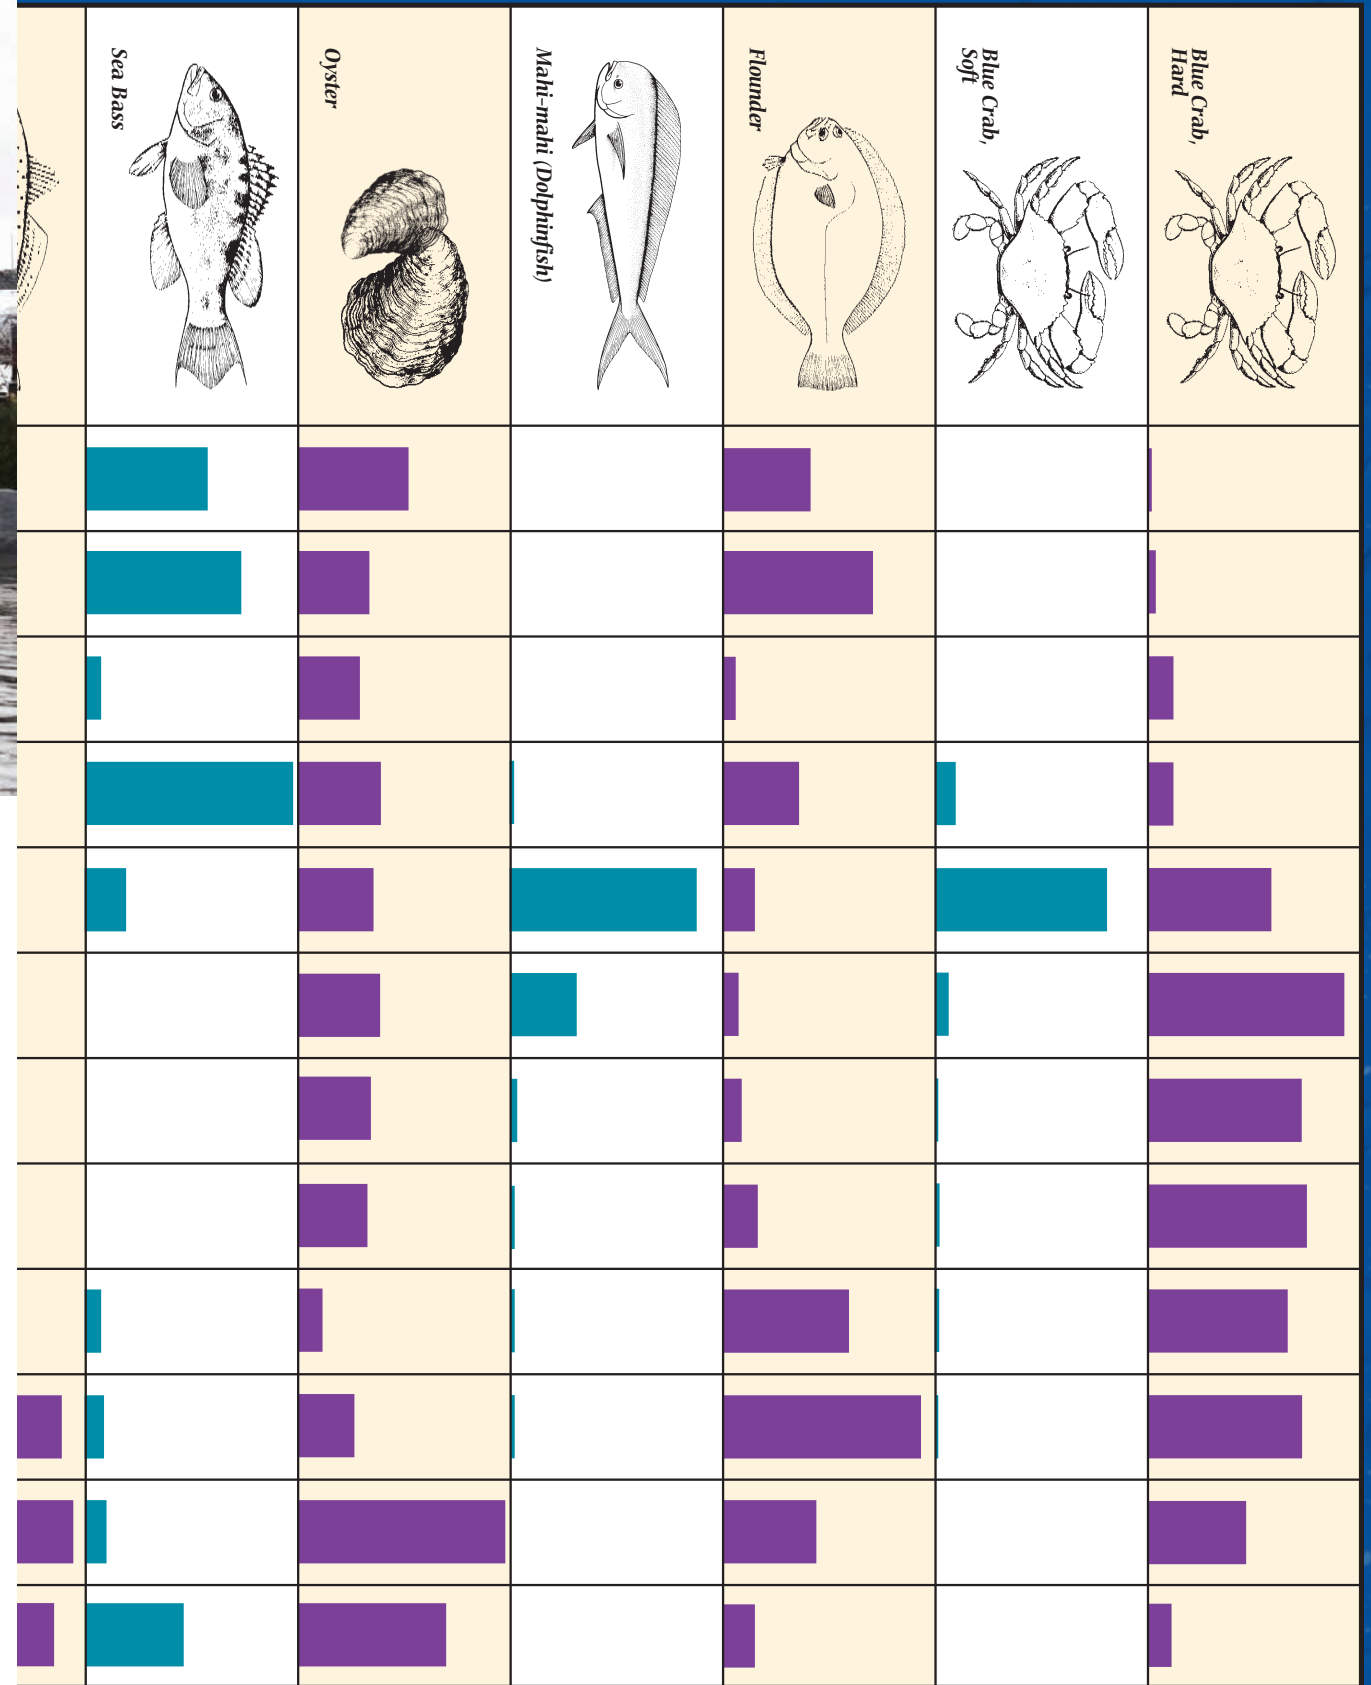 Blue Crab,
Hard
Blue Crab,
Soft
Flounder
Mahi-mahi (Dolphinfish)
Oyster
Sea Bass